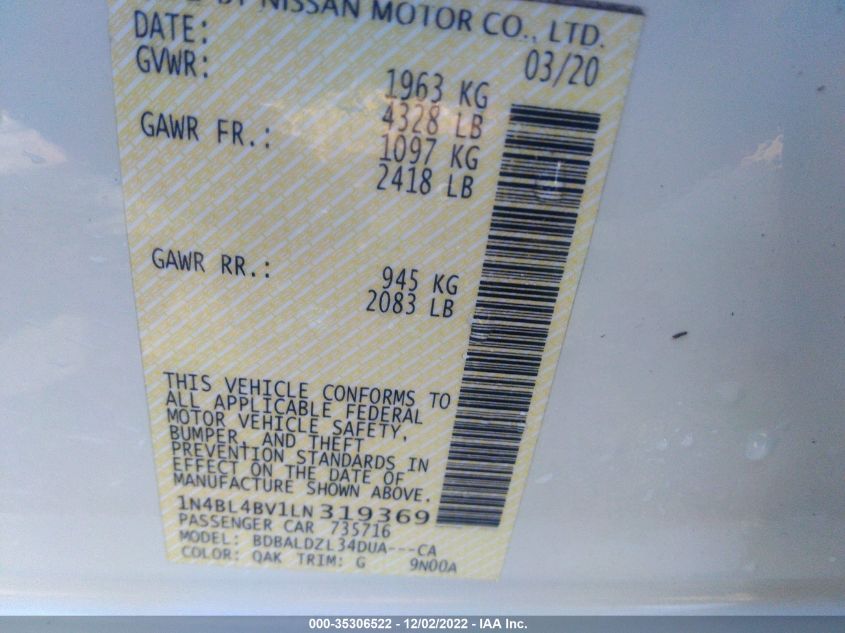 BY NISSAN MOTOR CO., LTD.
DATE: 03/20
GVWR: 1963 KG
4328 LB
GAWR FR.: 1097 KG
2418 LB
GAWR RR.: 945 KG
2083 LB
THIS VEHICLE CONFORMS TO
ALL APPLICABLE FEDERAL
MOTOR VEHICLE SAFETY,
BUMPER, AND THEFT
PREVENTION STANDARDS IN
EFFECT ON THE DATE OF
MANUFACTURE SHOWN ABOVE.
1N4BL4BV1LN319369
PASSENGER CAR 735716
MODEL: BDBALDZL34DUA---CA
COLOR: QAK TRIM: G 9N00A
000-35306522 - 12/02/2022 - IAA Inc.